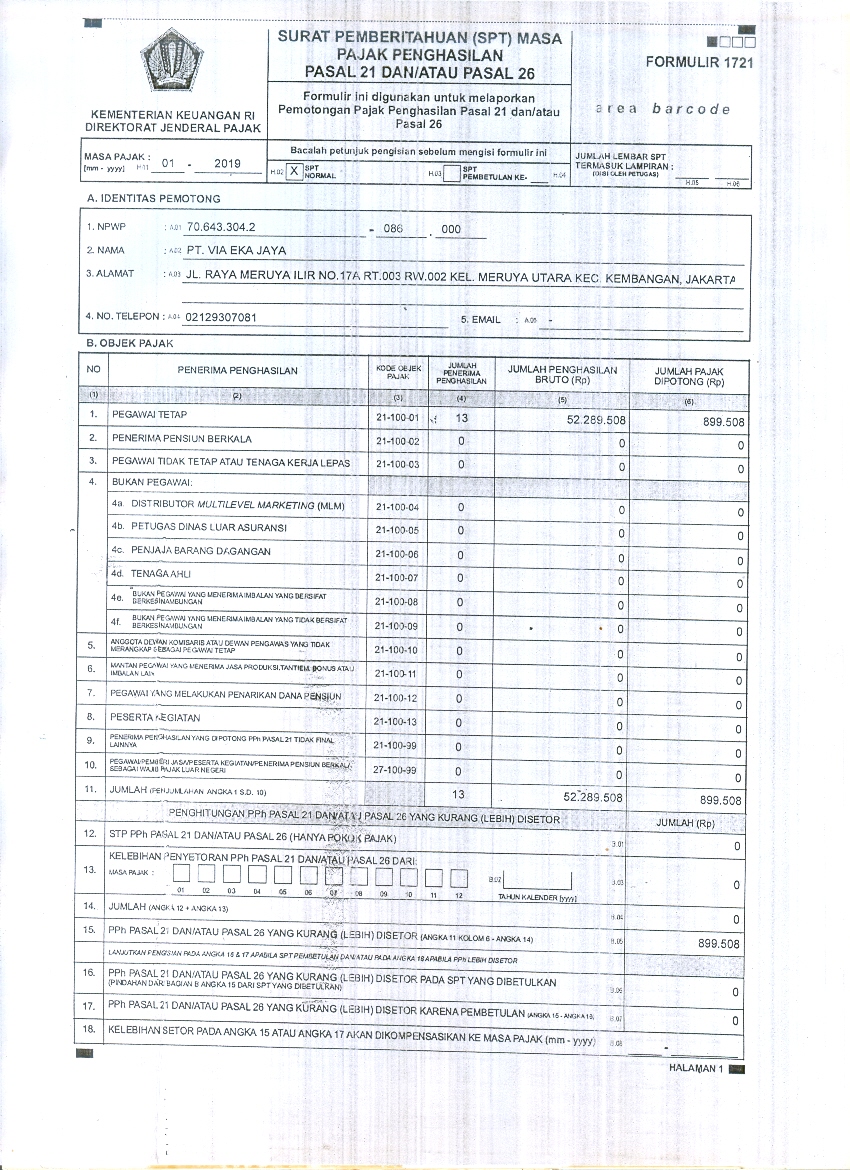 SURAT PEMBERITAHUAN (SPT) MASA
PAJAK PENGHASILAN
PASAL 21 DAN/ATAU PASAL 26
Formulir ini digunakan untuk melaporkan
Pemotongan Pajak Penghasilan Pasal 21 dan/atau
Pasal 26
FORMULIR 1721
area barcode
KEMENTERIAN KEUANGAN RI
DIREKTORAT JENDERAL PAJAK
MASA PAJAK :
[mm - yyyy] H.01 01 - 2019
Bacalah petunjuk pengisian sebelum mengisi formulir ini
H.02 X SPT NORMAL
H.03 SPT PEMBETULAN KE- H.04
JUMLAH LEMBAR SPT
TERMASUK LAMPIRAN :
(DIISI OLEH PETUGAS)
H.05 H.06
A. IDENTITAS PEMOTONG
1. NPWP : A.01 70.643.304.2 - 086 . 000
2. NAMA : A.02 PT. VIA EKA JAYA
3. ALAMAT : A.03 JL. RAYA MERUYA ILIR NO.17A RT.003 RW.002 KEL. MERUYA UTARA KEC. KEMBANGAN, JAKARTA
4. NO. TELEPON : A.04 02129307081 5. EMAIL : A.05 -
B. OBJEK PAJAK
NO PENERIMA PENGHASILAN KODE OBJEK PAJAK JUMLAH PENERIMA PENGHASILAN JUMLAH PENGHASILAN BRUTO (Rp) JUMLAH PAJAK DIPOTONG (Rp)
(1) (2) (3) (4) (5) (6)
1. PEGAWAI TETAP 21-100-01 13 52.289.508 899.508
2. PENERIMA PENSIUN BERKALA 21-100-02 0 0 0
3. PEGAWAI TIDAK TETAP ATAU TENAGA KERJA LEPAS 21-100-03 0 0 0
4. BUKAN PEGAWAI:
4a. DISTRIBUTOR MULTILEVEL MARKETING (MLM) 21-100-04 0 0 0
4b. PETUGAS DINAS LUAR ASURANSI 21-100-05 0 0 0
4c. PENJAJA BARANG DAGANGAN 21-100-06 0 0 0
4d. TENAGA AHLI 21-100-07 0 0 0
4e. BUKAN PEGAWAI YANG MENERIMA IMBALAN YANG BERSIFAT BERKESINAMBUNGAN 21-100-08 0 0 0
4f. BUKAN PEGAWAI YANG MENERIMA IMBALAN YANG TIDAK BERSIFAT BERKESINAMBUNGAN 21-100-09 0 0 0
5. ANGGOTA DEWAN KOMISARIS ATAU DEWAN PENGAWAS YANG TIDAK MERANGKAP SEBAGAI PEGAWAI TETAP 21-100-10 0 0 0
6. MANTAN PEGAWAI YANG MENERIMA JASA PRODUKSI, TANTIEM, BONUS ATAU IMBALAN LAIN 21-100-11 0 0 0
7. PEGAWAI YANG MELAKUKAN PENARIKAN DANA PENSIUN 21-100-12 0 0 0
8. PESERTA KEGIATAN 21-100-13 0 0 0
9. PENERIMA PENGHASILAN YANG DIPOTONG PPh PASAL 21 TIDAK FINAL LAINNYA 21-100-99 0 0 0
10. PEGAWAI/PEMBERI JASA/PESERTA KEGIATAN/PENERIMA PENSIUN BERKALA SEBAGAI WAJIB PAJAK LUAR NEGERI 27-100-99 0 0 0
11. JUMLAH (PENJUMLAHAN ANGKA 1 S.D. 10) 13 52.289.508 899.508
PENGHITUNGAN PPh PASAL 21 DAN/ATAU PASAL 26 YANG KURANG (LEBIH) DISETOR JUMLAH (Rp)
12. STP PPh PASAL 21 DAN/ATAU PASAL 26 (HANYA POKOK PAJAK) B.01 0
13. KELEBIHAN PENYETORAN PPh PASAL 21 DAN/ATAU PASAL 26 DARI:
MASA PAJAK : B.02 B.03 0
01 02 03 04 05 06 07 08 09 10 11 12 TAHUN KALENDER [yyyy]
14. JUMLAH (ANGKA 12 + ANGKA 13) B.04 0
15. PPh PASAL 21 DAN/ATAU PASAL 26 YANG KURANG (LEBIH) DISETOR (ANGKA 11 KOLOM 6 - ANGKA 14) B.05 899.508
LANJUTKAN PENGISIAN PADA ANGKA 16 & 17 APABILA SPT PEMBETULAN DAN/ATAU PADA ANGKA 18 APABILA PPh LEBIH DISETOR
16. PPh PASAL 21 DAN/ATAU PASAL 26 YANG KURANG (LEBIH) DISETOR PADA SPT YANG DIBETULKAN
(PINDAHAN DARI BAGIAN B ANGKA 15 DARI SPT YANG DIBETULKAN) B.06 0
17. PPh PASAL 21 DAN/ATAU PASAL 26 YANG KURANG (LEBIH) DISETOR KARENA PEMBETULAN (ANGKA 15 - ANGKA 16) B.07 0
18. KELEBIHAN SETOR PADA ANGKA 15 ATAU ANGKA 17 AKAN DIKOMPENSASIKAN KE MASA PAJAK (mm - yyyy) B.08 -
HALAMAN 1